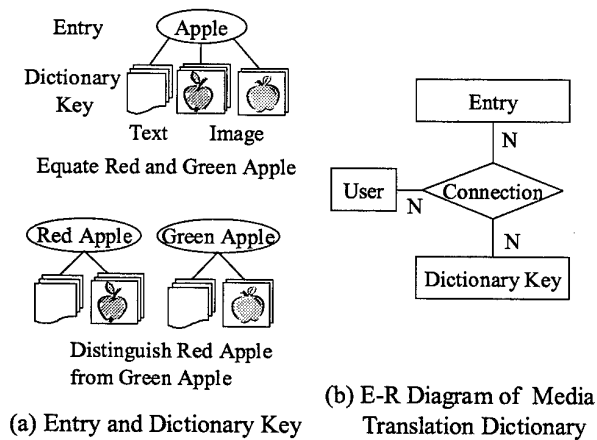 Entry
Apple
Dictionary
Key
Text
Image
Equate Red and Green Apple
Red Apple
Green Apple
Distinguish Red Apple
from Green Apple
(a) Entry and Dictionary Key
Entry
N
User
N
Connection
N
Dictionary Key
(b) E-R Diagram of Media
Translation Dictionary